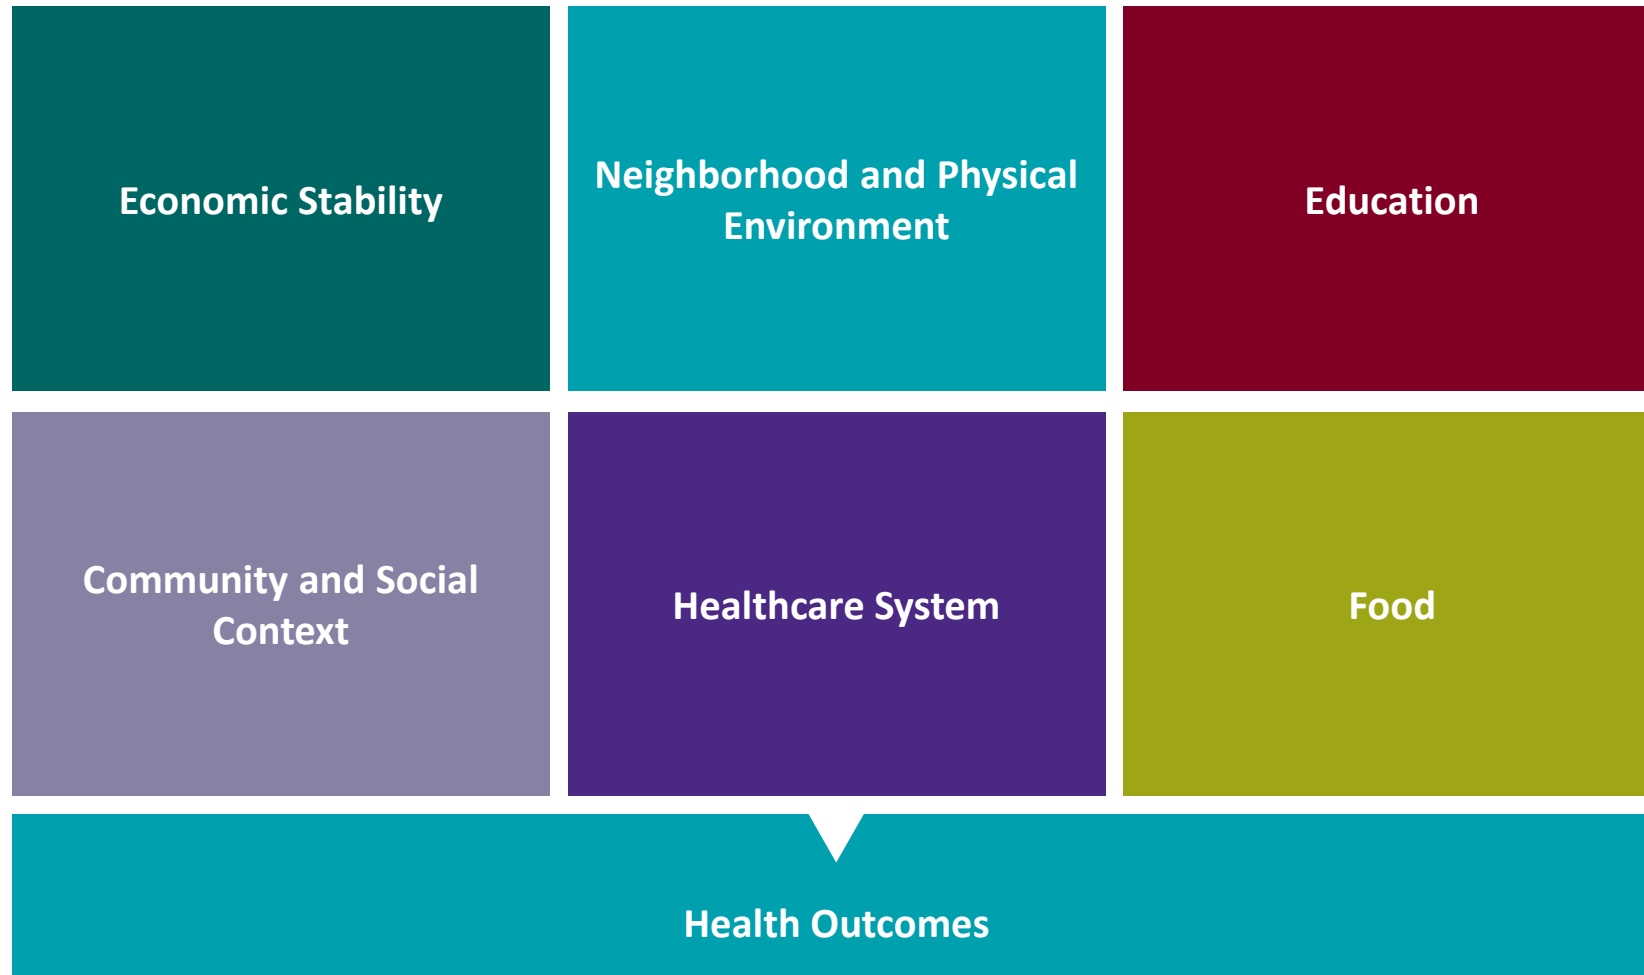 Economic Stability
Neighborhood and Physical
Environment
Education
Community and Social
Context
Healthcare System
Food
Health Outcomes